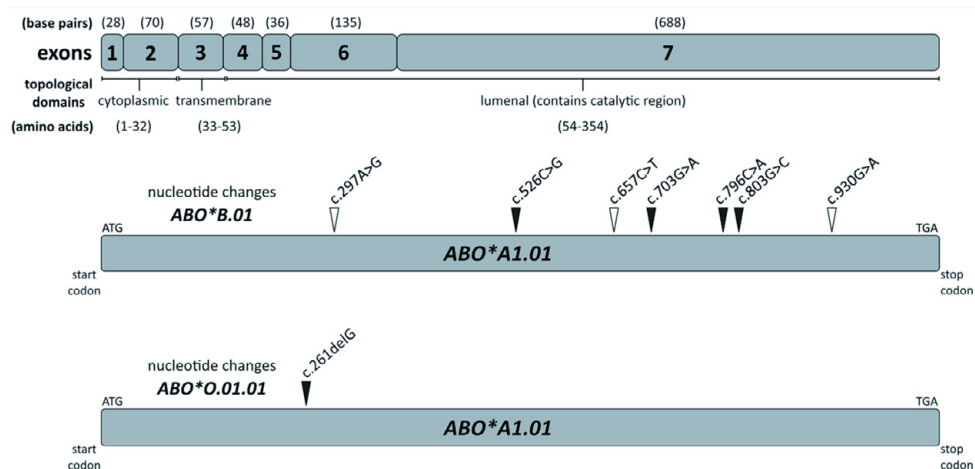 (base pairs) (28) (70) (57) (48) (36) (135) (688)
exons 1 2 3 4 5 6 7
topological
domains
cytoplasmic transmembrane lumenal (contains catalytic region)
(amino acids) (1-32) (33-53) (54-354)
c.297A>G c.526C>G c.657C>T c.703G>A c.796C>A c.803G>C c.930G>A
nucleotide changes
ABO*B.01
ATG TGA
ABO*A1.01
start
codon
stop
codon
c.261delG
nucleotide changes
ABO*O.01.01
ATG TGA
ABO*A1.01
start
codon
stop
codon